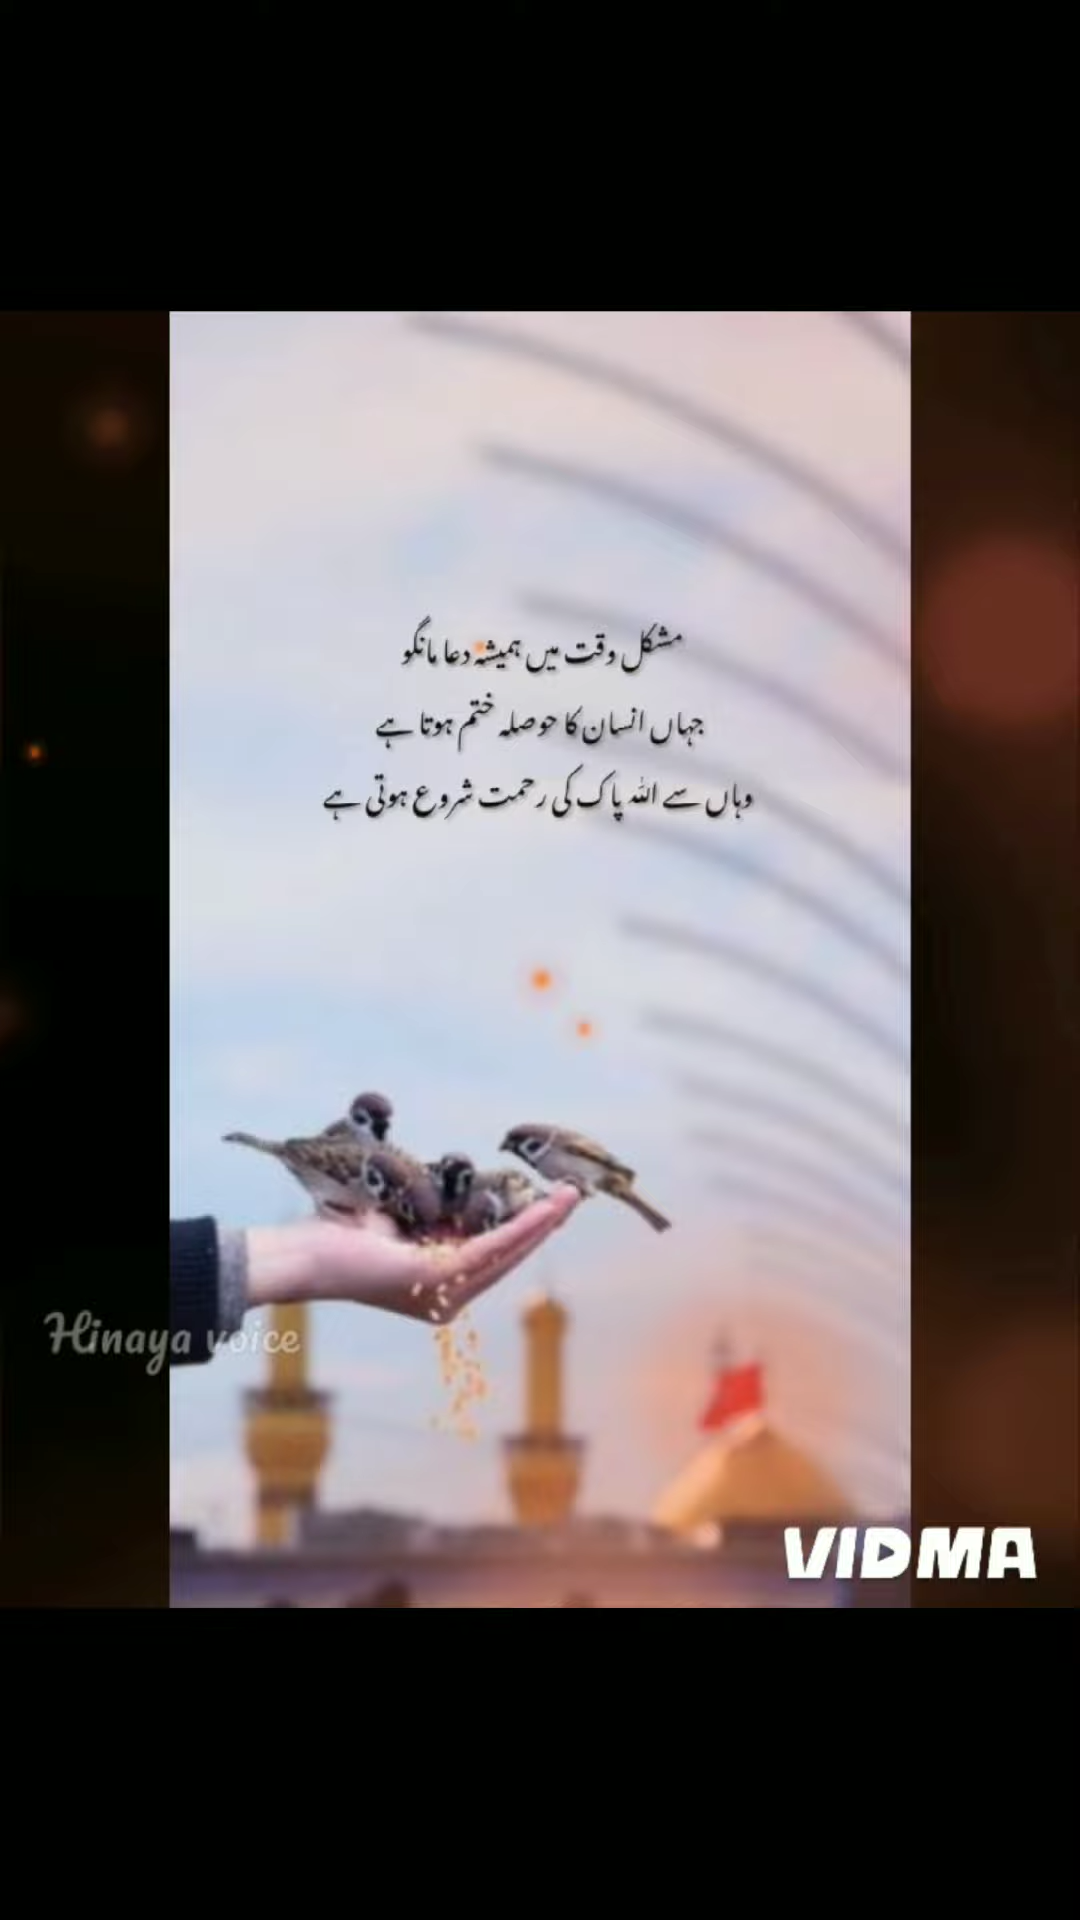 مشکل وقت میں ہمیشہ دعا مانگو
جہاں انسان کا حوصلہ ختم ہوتا ہے
وہاں سے اللہ پاک کی رحمت شروع ہوتی ہے
Hinaya voice
VIDMA